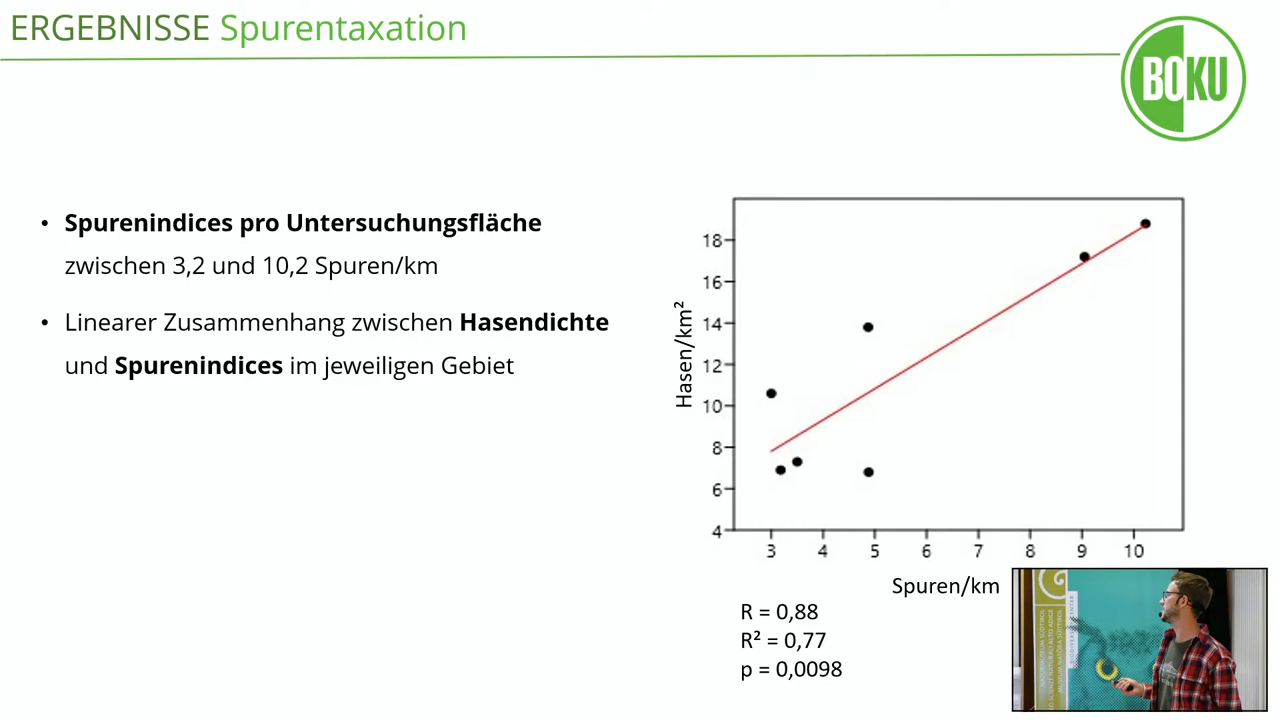 ERGEBNISSE Spurentaxation
BOKU
• Spurenindices pro Untersuchungsfläche
zwischen 3,2 und 10,2 Spuren/km
• Linearer Zusammenhang zwischen Hasendichte
und Spurenindices im jeweiligen Gebiet
Hasen/km²
18
16
14
12
10
8
6
4
3 4 5 6 7 8 9 10
Spuren/km
R = 0,88
R² = 0,77
p = 0,0098